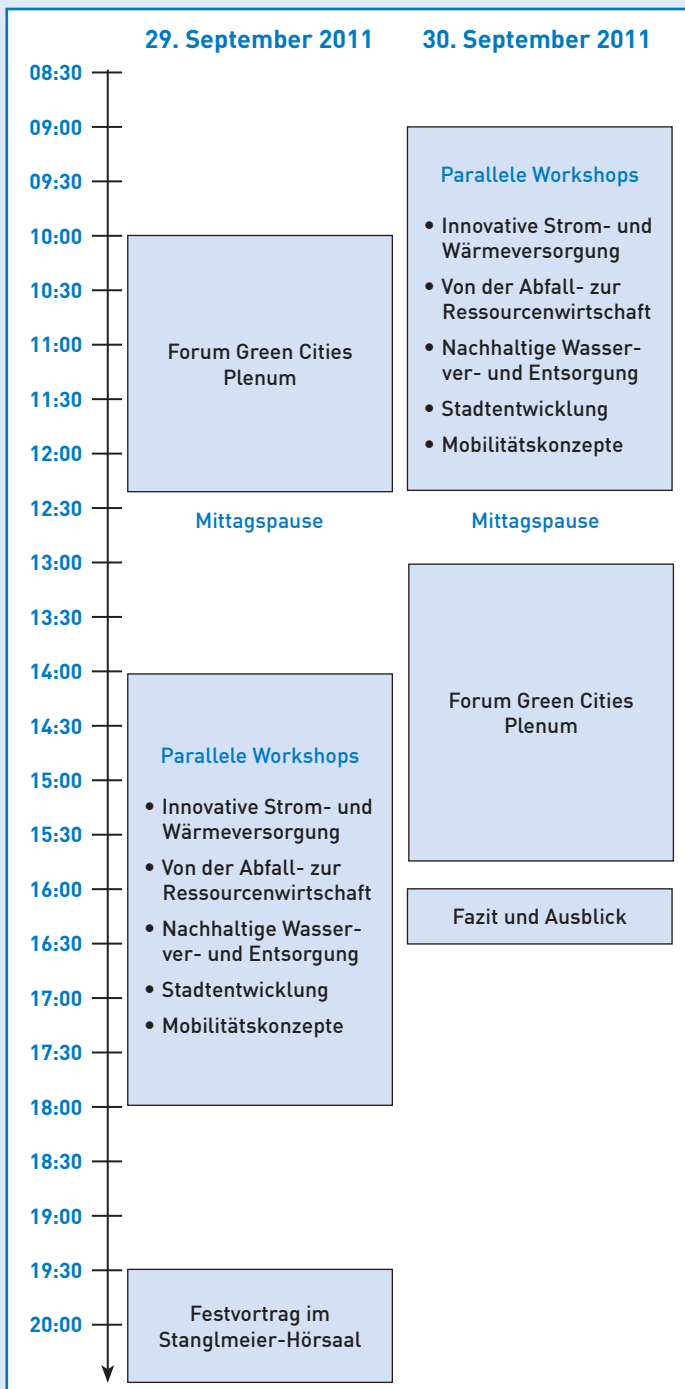 29. September 2011
30. September 2011
08:30
09:00
09:30
10:00
10:30
11:00
11:30
12:00
12:30
13:00
13:30
14:00
14:30
15:00
15:30
16:00
16:30
17:00
17:30
18:00
18:30
19:00
19:30
20:00
Forum Green Cities
Plenum
Mittagspause
Parallele Workshops
• Innovative Strom- und
Wärmeversorgung
• Von der Abfall- zur
Ressourcenwirtschaft
• Nachhaltige Wasser-
ver- und Entsorgung
• Stadtentwicklung
• Mobilitätskonzepte
Festvortrag im
Stanglmeier-Hörsaal
Parallele Workshops
• Innovative Strom- und
Wärmeversorgung
• Von der Abfall- zur
Ressourcenwirtschaft
• Nachhaltige Wasser-
ver- und Entsorgung
• Stadtentwicklung
• Mobilitätskonzepte
Mittagspause
Forum Green Cities
Plenum
Fazit und Ausblick